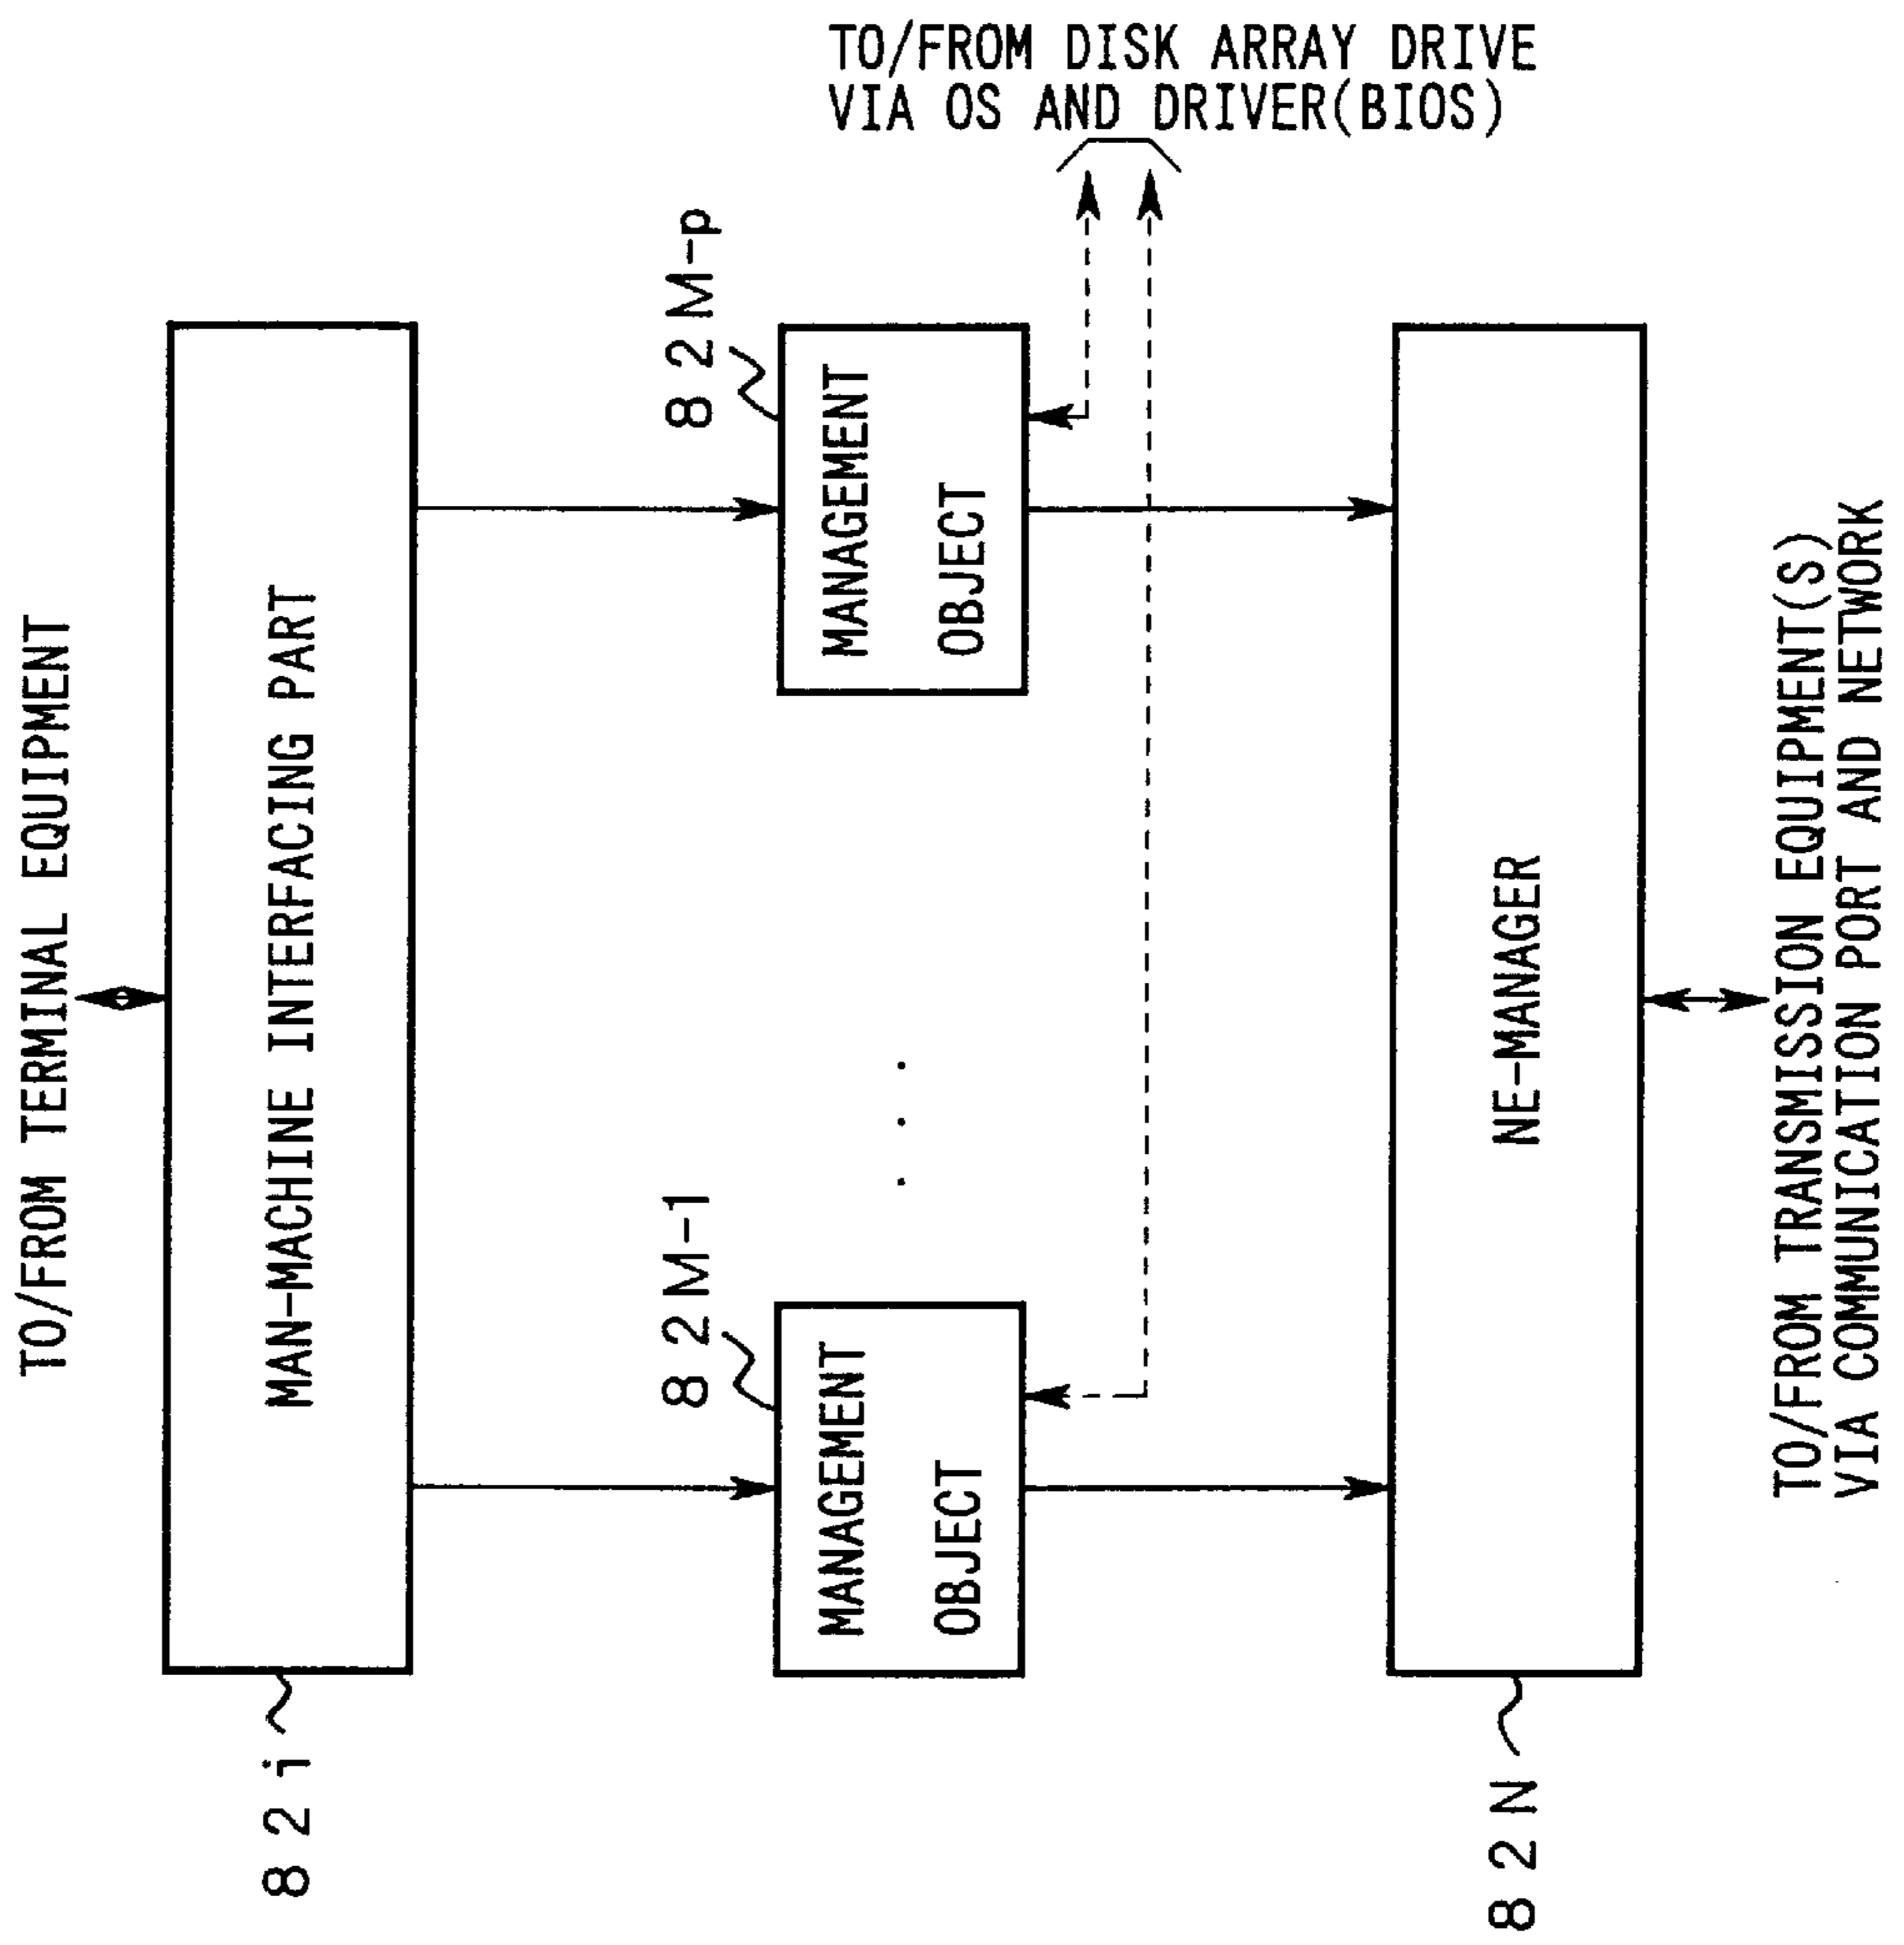 TO/FROM TERMINAL EQUIPMENT
82i
MAN-MACHINE INTERFACING PART
82M-1
MANAGEMENT
OBJECT
. . .
82M-p
MANAGEMENT
OBJECT
TO/FROM DISK ARRAY DRIVE
VIA OS AND DRIVER(BIOS)
82N
NE-MANAGER
TO/FROM TRANSMISSION EQUIPMENT(S)
VIA COMMUNICATION PORT AND NETWORK